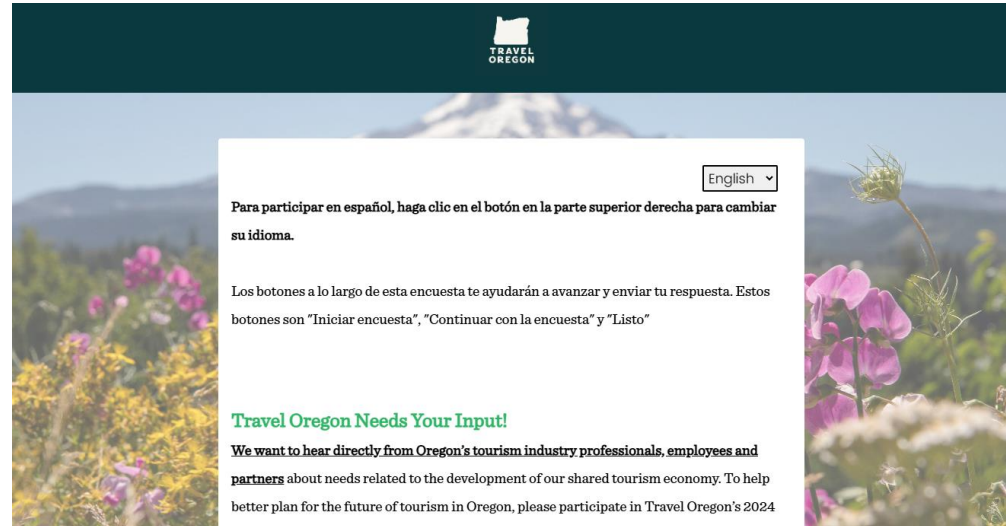 TRAVEL
OREGON
English
Para participar en español, haga clic en el botón en la parte superior derecha para cambiar
su idioma.
Los botones a lo largo de esta encuesta te ayudarán a avanzar y enviar tu respuesta. Estos
botones son "Iniciar encuesta", "Continuar con la encuesta" y "Listo"
Travel Oregon Needs Your Input!
We want to hear directly from Oregon's tourism industry professionals, employees and
partners about needs related to the development of our shared tourism economy. To help
better plan for the future of tourism in Oregon, please participate in Travel Oregon's 2024